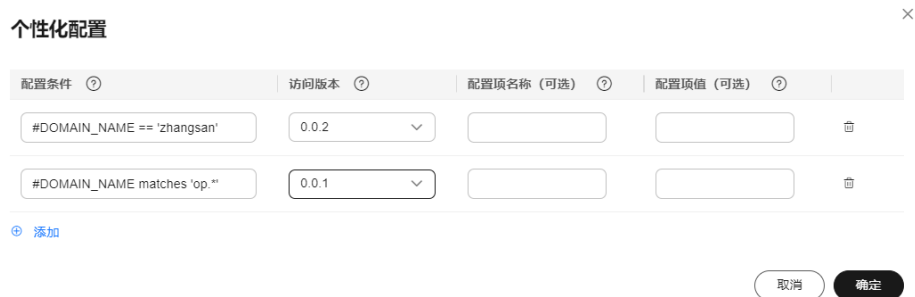 个性化配置
配置条件 访问版本 配置项名称（可选） 配置项值（可选）
#DOMAIN_NAME == 'zhangsan' 0.0.2
#DOMAIN_NAME matches 'op.*' 0.0.1
添加
取消 确定